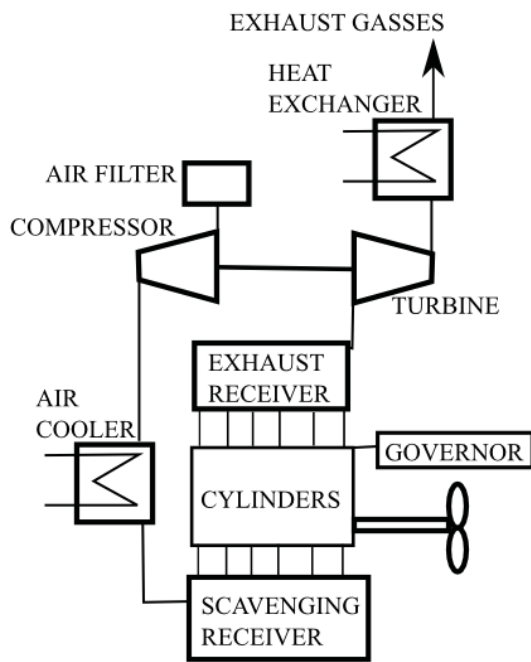 EXHAUST GASSES
HEAT
EXCHANGER
AIR FILTER
COMPRESSOR
TURBINE
EXHAUST
RECEIVER
AIR
COOLER
GOVERNOR
CYLINDERS
SCAVENGING
RECEIVER